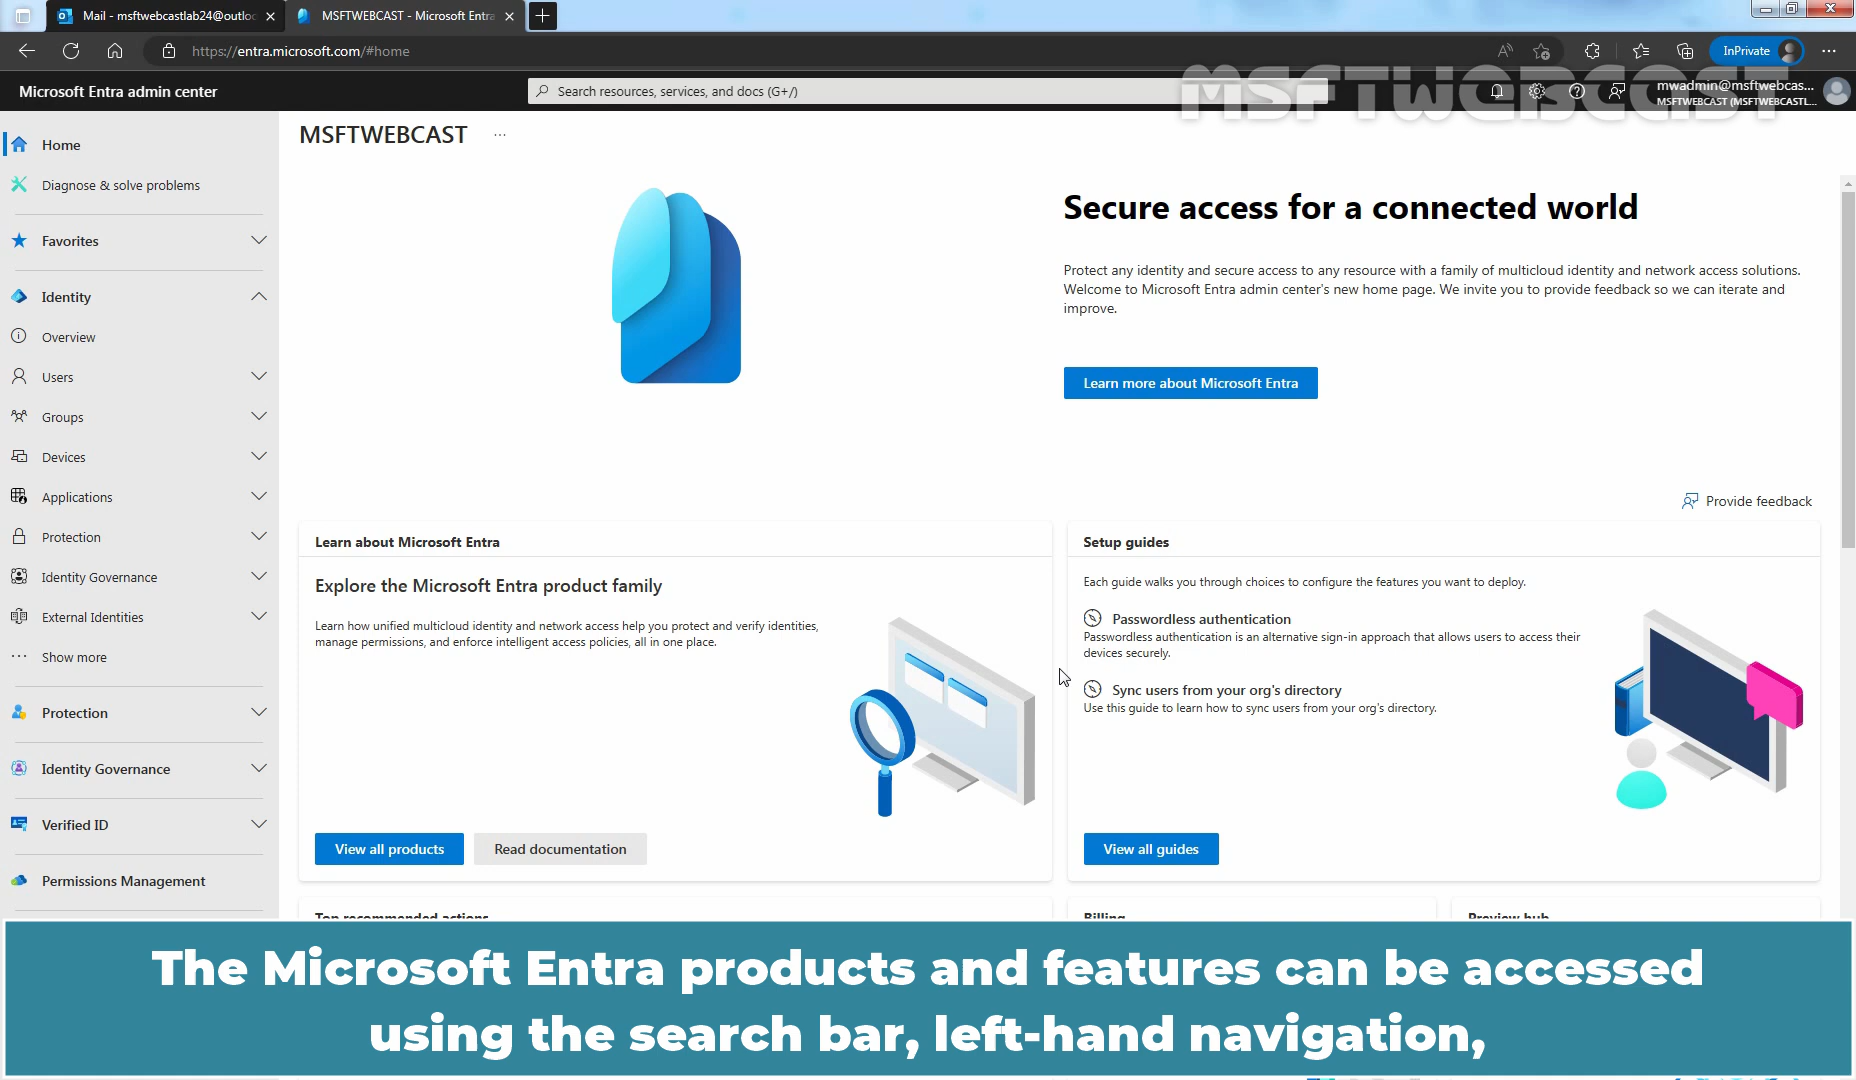 Mail - msftwebcastlab24@outloo
MSFTWEBCAST - Microsoft Entra
https://entra.microsoft.com/#home
InPrivate
MSFTWEBCAST
Microsoft Entra admin center
Search resources, services, and docs (G+/)
mwadmin@msftwebcas...
MSFTWEBCAST (MSFTWEBCASTL...
Home
Diagnose & solve problems
Favorites
Identity
Overview
Users
Groups
Devices
Applications
Protection
Identity Governance
External Identities
Show more
Protection
Identity Governance
Verified ID
Permissions Management
MSFTWEBCAST ...
Secure access for a connected world
Protect any identity and secure access to any resource with a family of multicloud identity and network access solutions.
Welcome to Microsoft Entra admin center's new home page. We invite you to provide feedback so we can iterate and
improve.
Learn more about Microsoft Entra
Provide feedback
Learn about Microsoft Entra
Explore the Microsoft Entra product family
Learn how unified multicloud identity and network access help you protect and verify identities,
manage permissions, and enforce intelligent access policies, all in one place.
View all products
Read documentation
Setup guides
Each guide walks you through choices to configure the features you want to deploy.
Passwordless authentication
Passwordless authentication is an alternative sign-in approach that allows users to access their
devices securely.
Sync users from your org's directory
Use this guide to learn how to sync users from your org's directory.
View all guides
Top recommended actions
Billing
Preview hub
The Microsoft Entra products and features can be accessed
using the search bar, left-hand navigation,